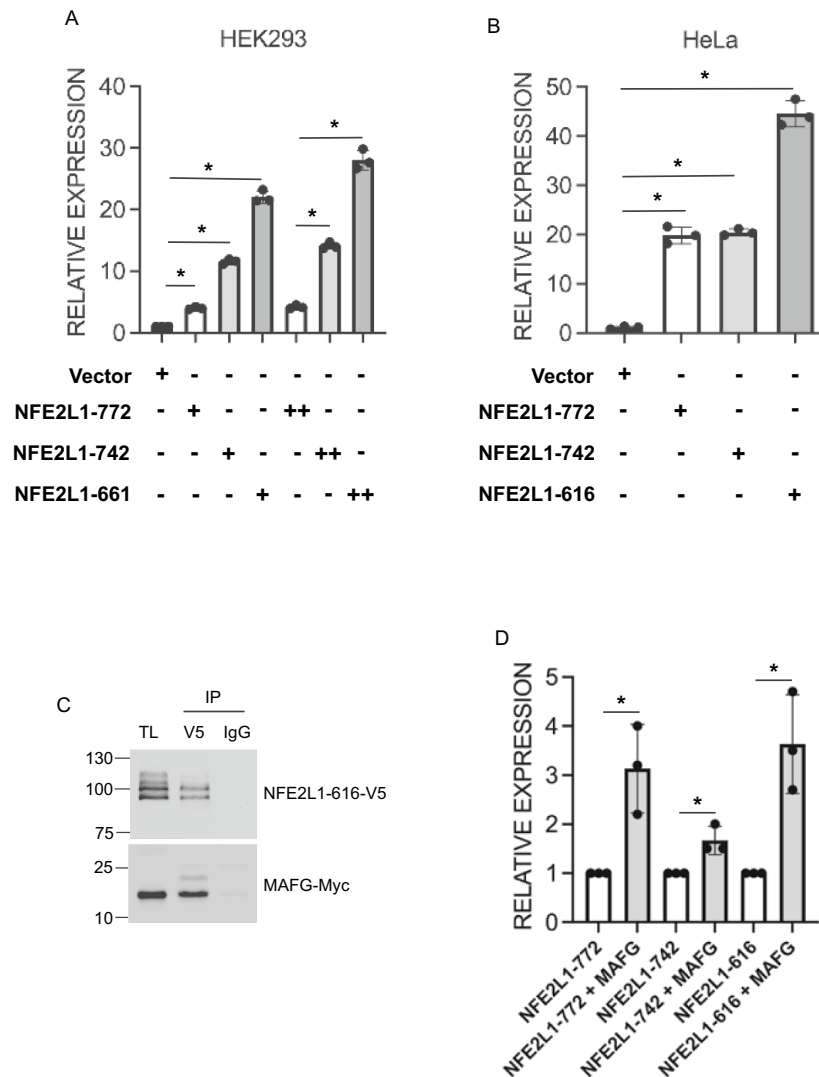 A
HEK293
RELATIVE EXPRESSION
40
30
20
10
0
* * * * *
Vector + - - - - - -
NFE2L1-772 - + - - ++ - -
NFE2L1-742 - - + - - ++ -
NFE2L1-661 - - - + - - ++
B
HeLa
RELATIVE EXPRESSION
50
40
30
20
10
0
* * *
Vector + - - -
NFE2L1-772 - + - -
NFE2L1-742 - - + -
NFE2L1-616 - - - +
C
IP
TL V5 IgG
130
100
75
NFE2L1-616-V5
25
10
MAFG-Myc
D
RELATIVE EXPRESSION
5
4
3
2
1
0
* * *
NFE2L1-772
NFE2L1-772 + MAFG
NFE2L1-742
NFE2L1-742 + MAFG
NFE2L1-616
NFE2L1-616 + MAFG